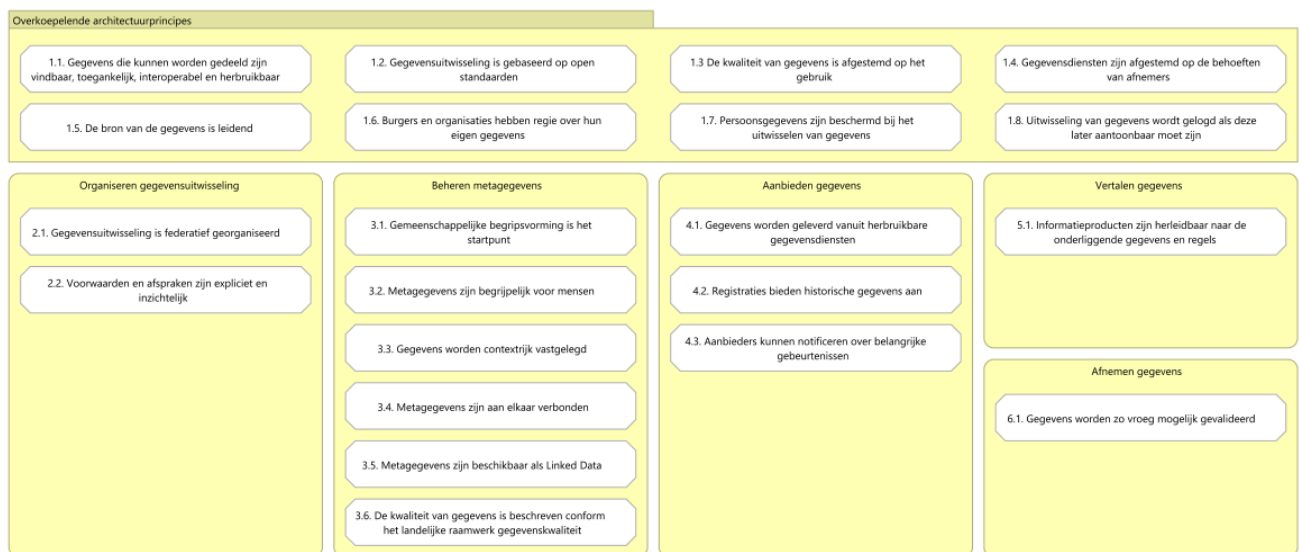 Overkoepelende architectuurprincipes
1.1. Gegevens die kunnen worden gedeeld zijn
vindbaar, toegankelijk, interoperabel en herbruikbaar
1.2. Gegevensuitwisseling is gebaseerd op open
standaarden
1.3 De kwaliteit van gegevens is afgestemd op het
gebruik
1.4. Gegevensdiensten zijn afgestemd op de behoeften
van afnemers
1.5. De bron van de gegevens is leidend
1.6. Burgers en organisaties hebben regie over hun
eigen gegevens
1.7. Persoonsgegevens zijn beschermd bij het
uitwisselen van gegevens
1.8. Uitwisseling van gegevens wordt gelogd als deze
later aantoonbaar moet zijn
Organiseren gegevensuitwisseling
2.1. Gegevensuitwisseling is federatief georganiseerd
2.2. Voorwaarden en afspraken zijn expliciet en
inzichtelijk
Beheren metagegevens
3.1. Gemeenschappelijke begripsvorming is het
startpunt
3.2. Metagegevens zijn begrijpelijk voor mensen
3.3. Gegevens worden contextrijk vastgelegd
3.4. Metagegevens zijn aan elkaar verbonden
3.5. Metagegevens zijn beschikbaar als Linked Data
3.6. De kwaliteit van gegevens is beschreven conform
het landelijke raamwerk gegevenskwaliteit
Aanbieden gegevens
4.1. Gegevens worden geleverd vanuit herbruikbare
gegevensdiensten
4.2. Registraties bieden historische gegevens aan
4.3. Aanbieders kunnen notificeren over belangrijke
gebeurtenissen
Vertalen gegevens
5.1. Informatieproducten zijn herleidbaar naar de
onderliggende gegevens en regels
Afnemen gegevens
6.1. Gegevens worden zo vroeg mogelijk gevalideerd